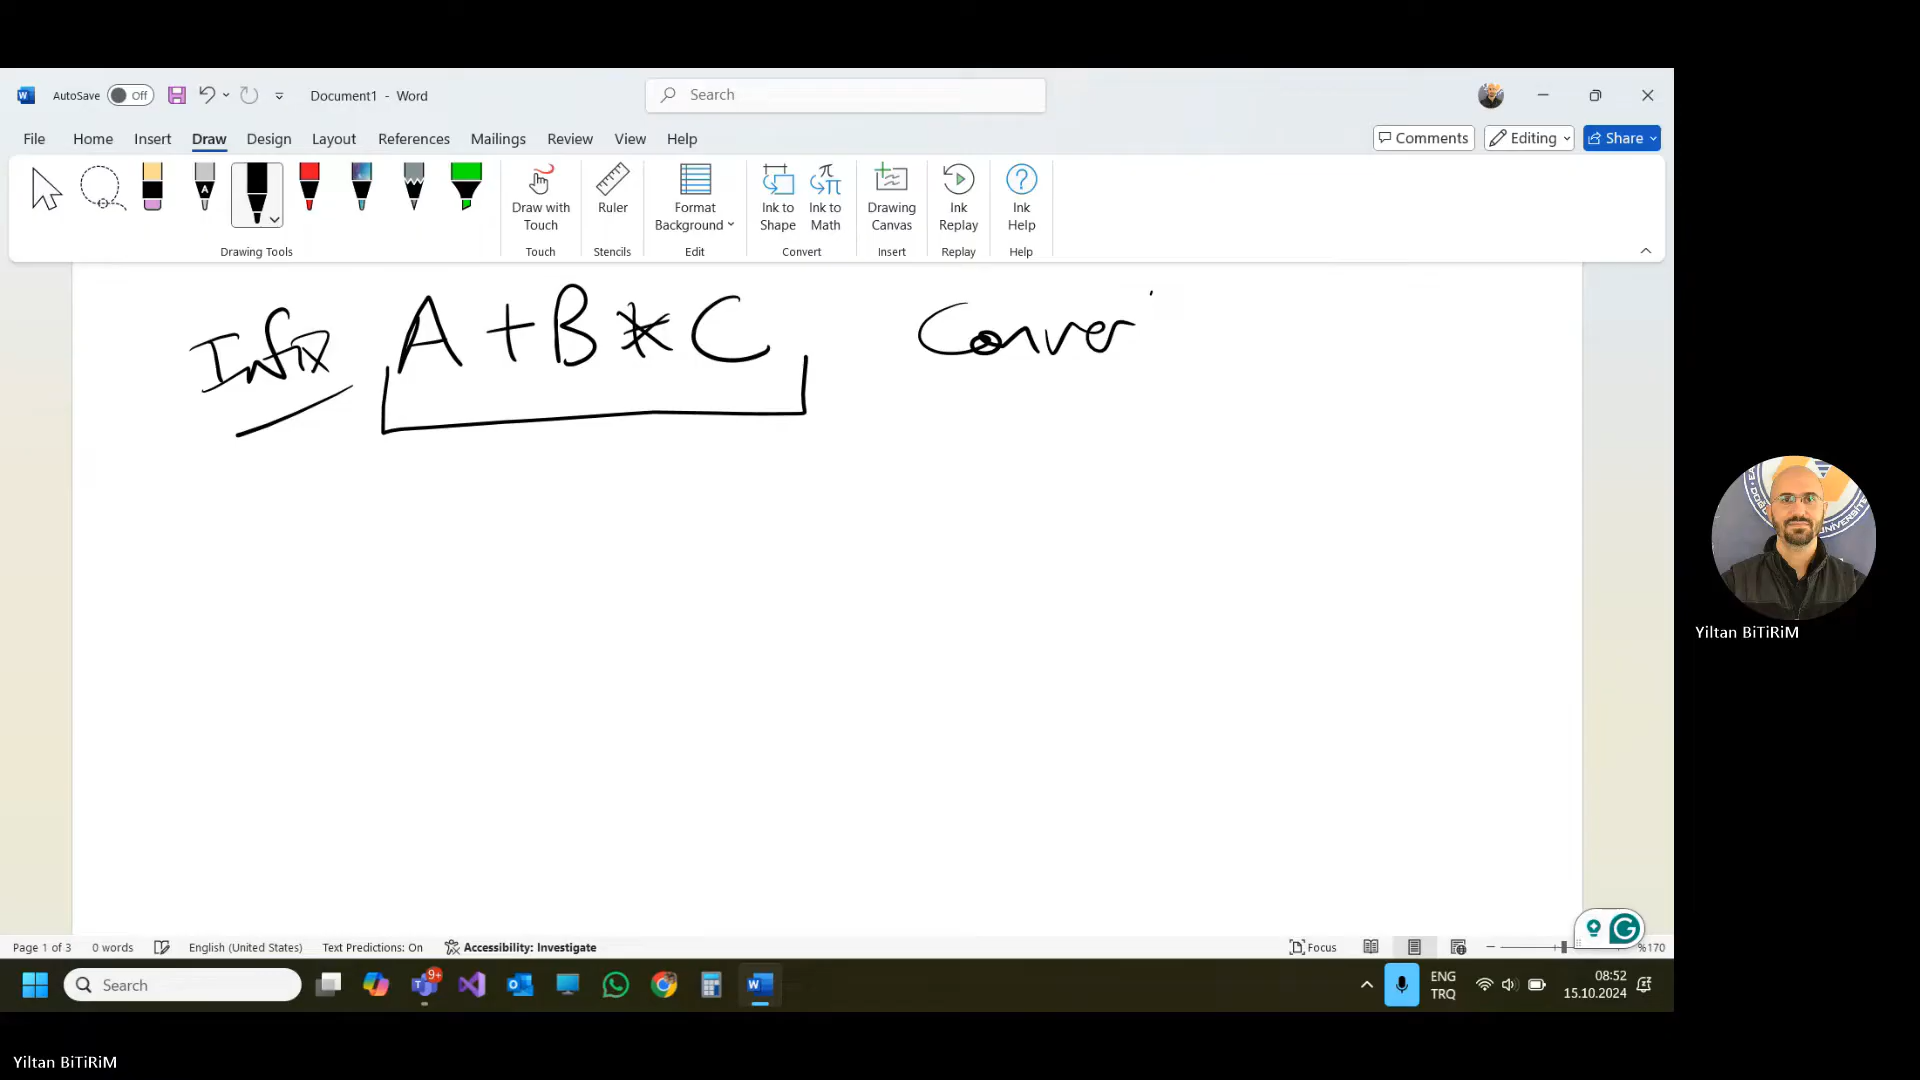 AutoSave Off Document1 - Word Search
File Home Insert Draw Design Layout References Mailings Review View Help Comments Editing Share
A
Draw with Touch
Ruler
Format Background
Ink to Shape
Ink to Math
Drawing Canvas
Ink Replay
Ink Help
Drawing Tools Touch Stencils Edit Convert Insert Replay Help
Infix A + B * C Conver
Yiltan BiTiRiM
Page 1 of 3 0 words English (United States) Text Predictions: On Accessibility: Investigate Focus %170
Search 9+ ENG TRQ 08:52 15.10.2024
Yiltan BiTiRiM